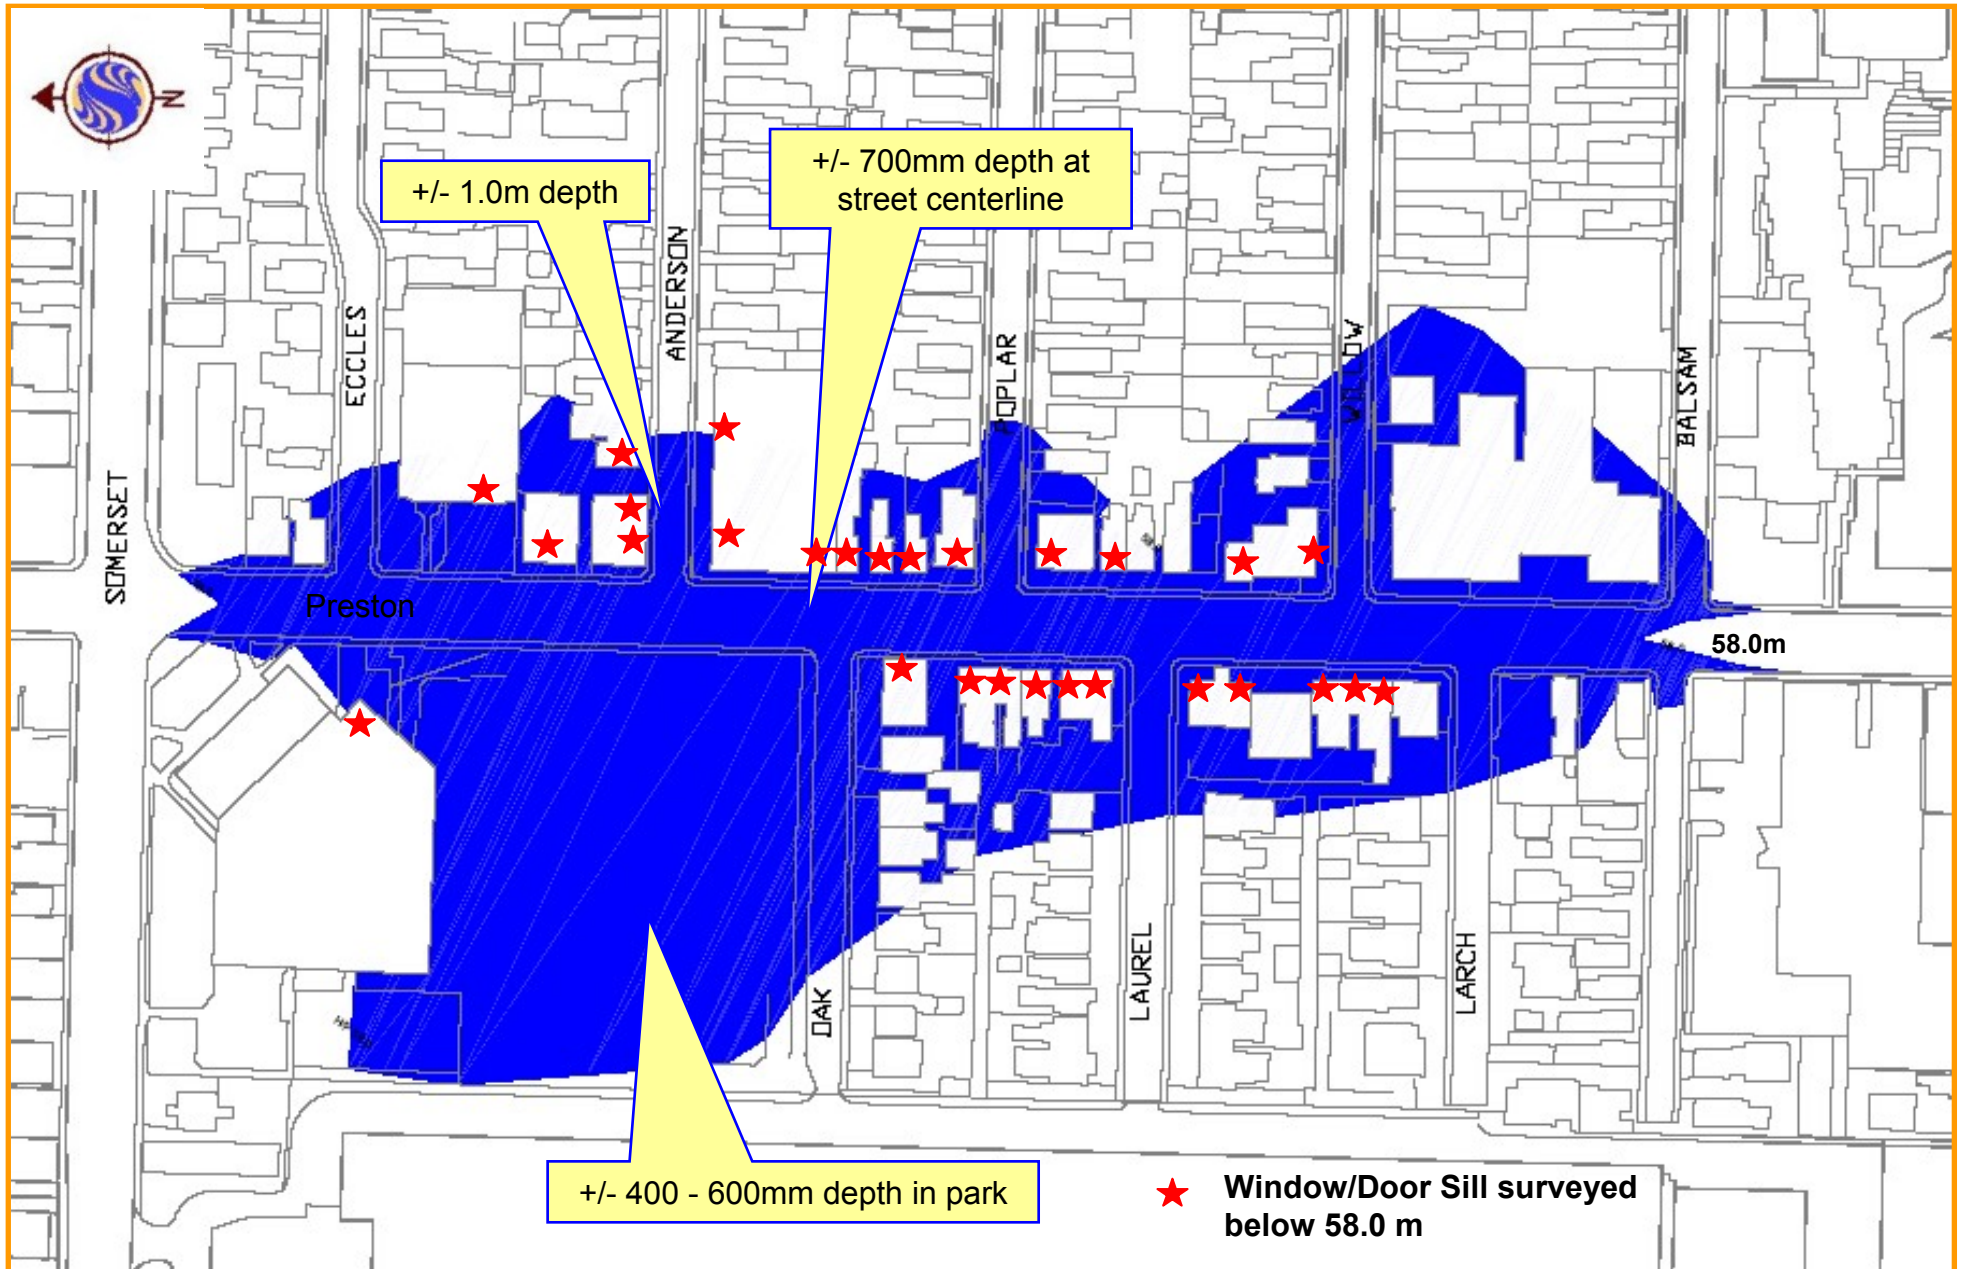 N
+/- 1.0m depth
+/- 700mm depth at
street centerline
ECCLES
ANDERSON
POPLAR
WILLOW
BALSAM
SOMERSET
Preston
58.0m
OAK
LAUREL
LARCH
+/- 400 - 600mm depth in park
Window/Door Sill surveyed
below 58.0 m